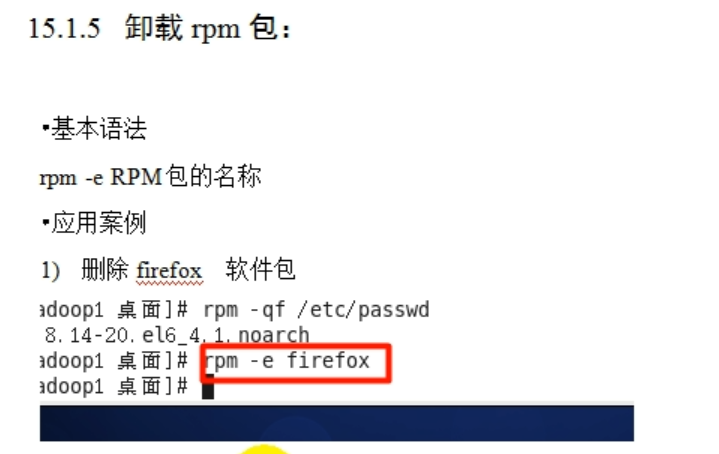 15.1.5 卸载 rpm 包：
▪基本语法
rpm -e RPM包的名称
▪应用案例
1) 删除 firefox 软件包
adoop1 桌面]# rpm -qf /etc/passwd
8.14-20.el6_4.1.noarch
adoop1 桌面]# rpm -e firefox
adoop1 桌面]#